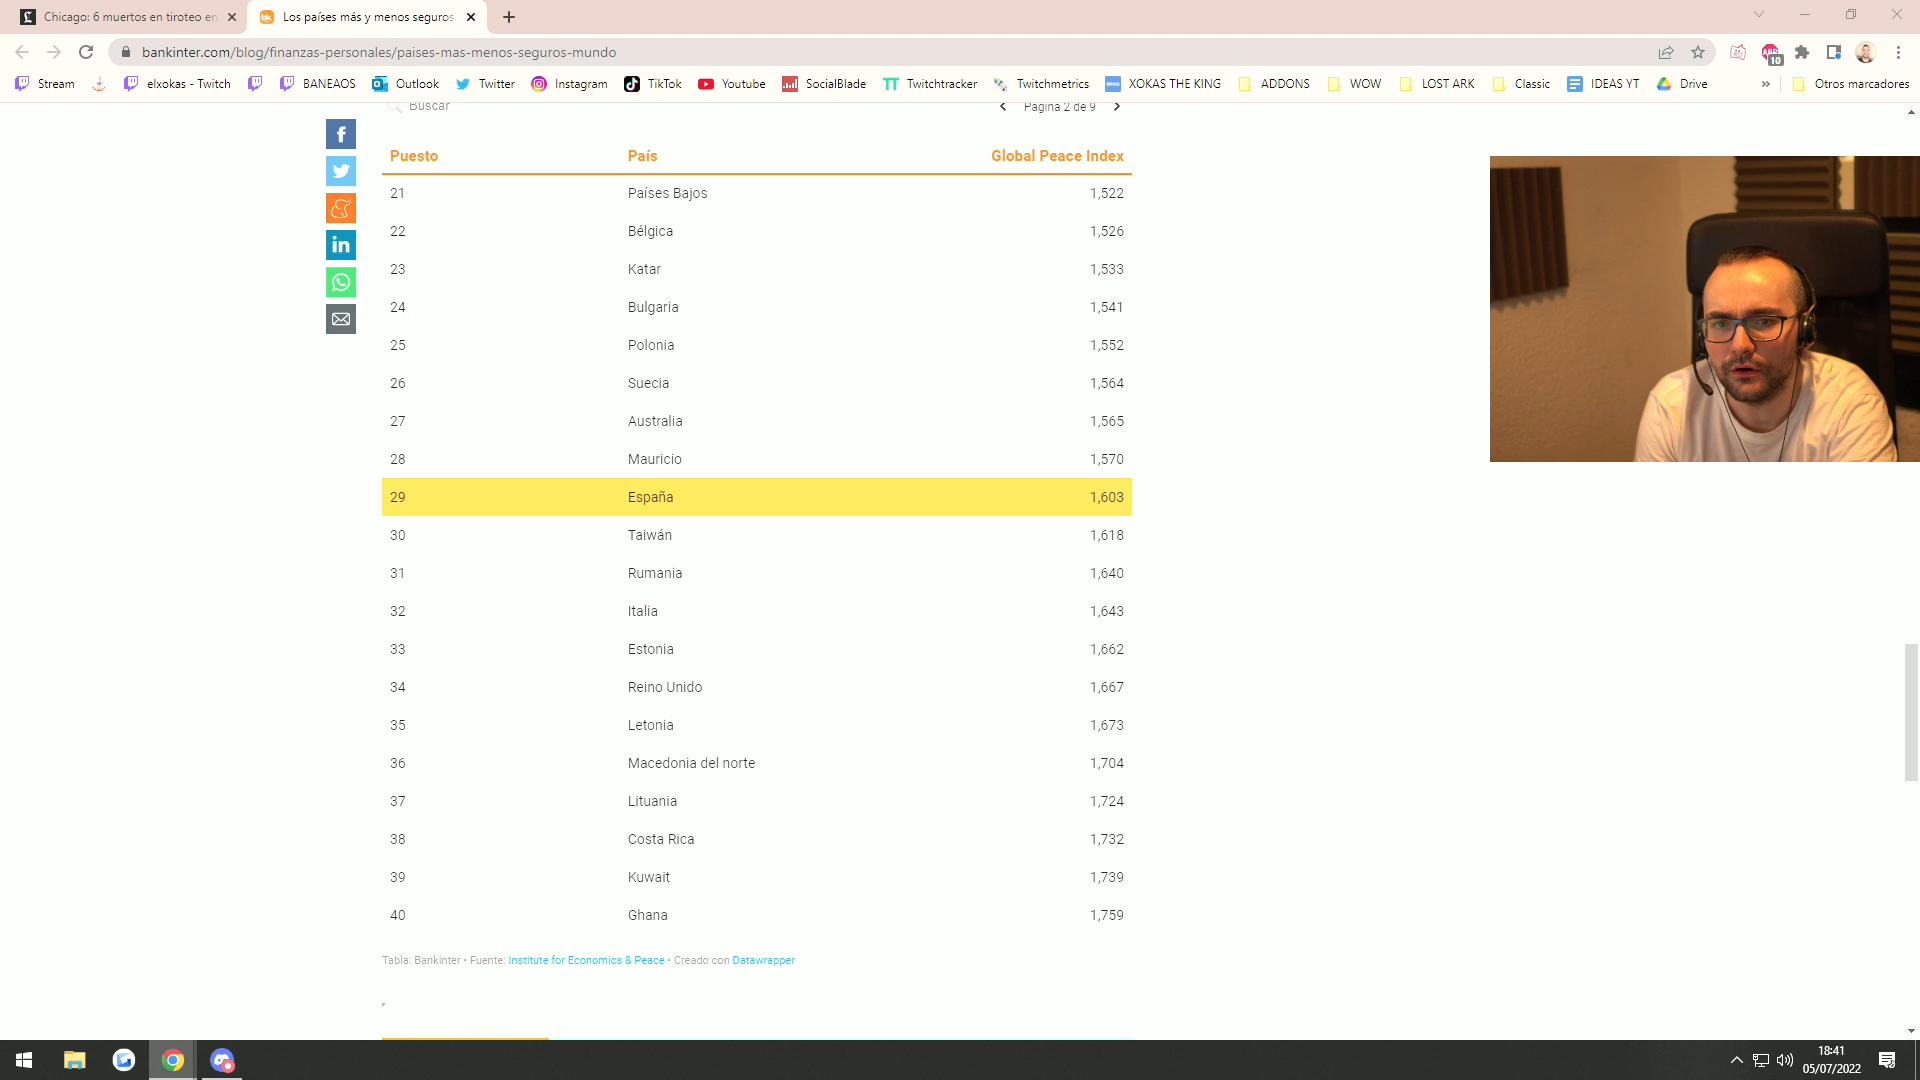 Chicago: 6 muertos en tiroteo en
Los países más y menos seguros
bankinter.com/blog/finanzas-personales/paises-mas-menos-seguros-mundo
10
Stream
elxokas - Twitch
BANEAOS
Outlook
Twitter
Instagram
TikTok
Youtube
SocialBlade
Twitchtracker
Twitchmetrics
XOKAS THE KING
ADDONS
WOW
LOST ARK
Classic
IDEAS YT
Drive
» Otros marcadores
Buscar
Página 2 de 9
Puesto País Global Peace Index
21 Países Bajos 1,522
22 Bélgica 1,526
23 Katar 1,533
24 Bulgaria 1,541
25 Polonia 1,552
26 Suecia 1,564
27 Australia 1,565
28 Mauricio 1,570
29 España 1,603
30 Taiwán 1,618
31 Rumania 1,640
32 Italia 1,643
33 Estonia 1,662
34 Reino Unido 1,667
35 Letonia 1,673
36 Macedonia del norte 1,704
37 Lituania 1,724
38 Costa Rica 1,732
39 Kuwait 1,739
40 Ghana 1,759
Tabla: Bankinter • Fuente: Institute for Economics & Peace • Creado con Datawrapper
18:41
05/07/2022